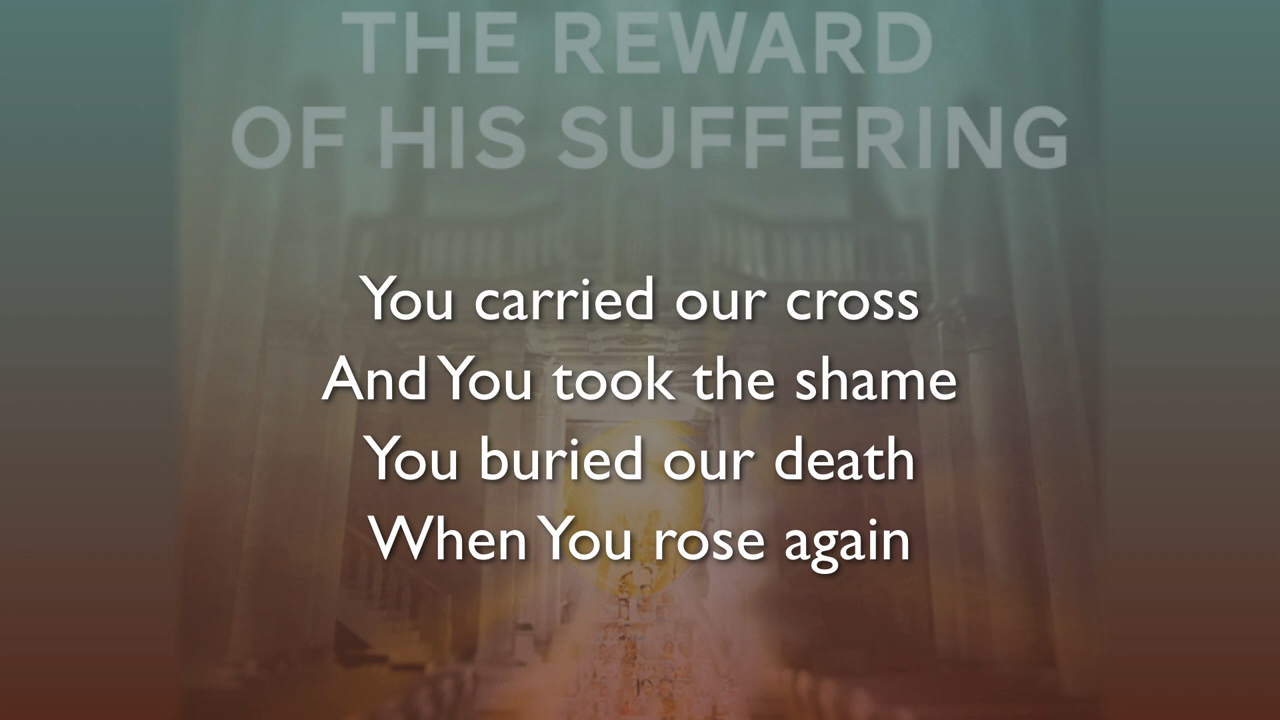 THE REWARD
OF HIS SUFFERING
You carried our cross
And You took the shame
You buried our death
When You rose again